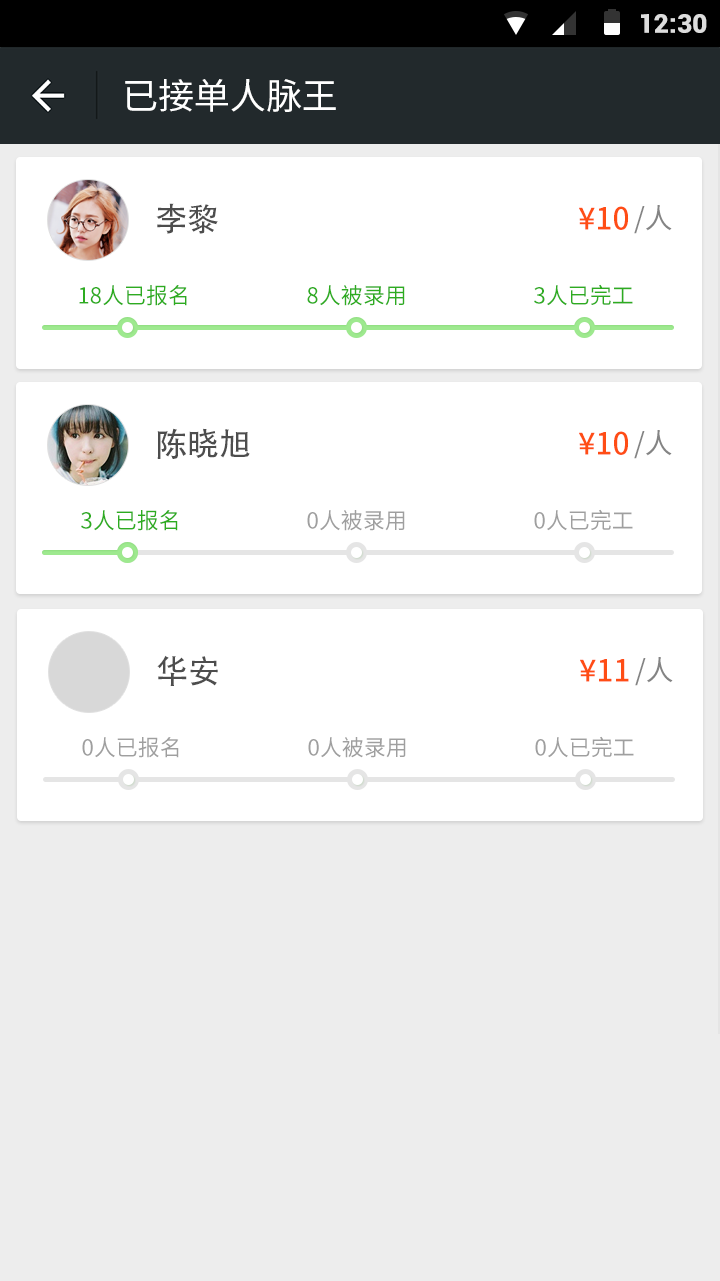 12:30
已接单人脉王
李黎 ¥10/人
18人已报名 8人被录用 3人已完工
陈晓旭 ¥10/人
3人已报名 0人被录用 0人已完工
华安 ¥11/人
0人已报名 0人被录用 0人已完工